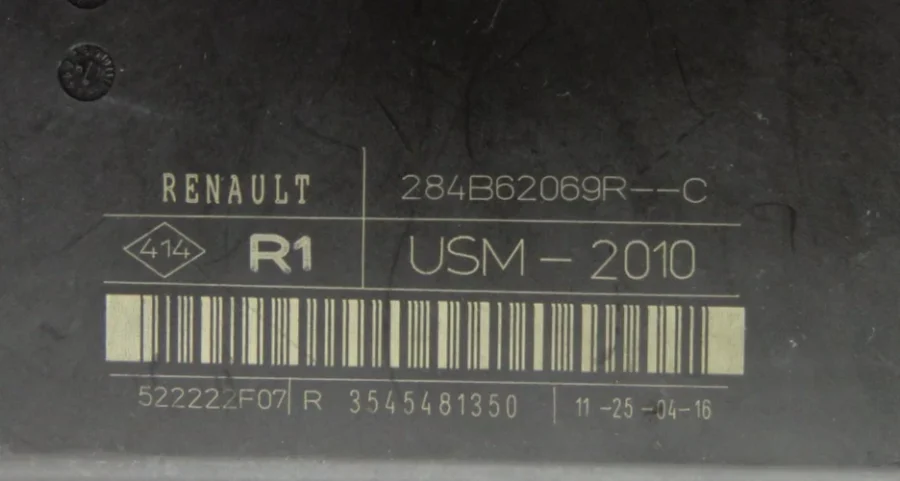 RENAULT 284B62069R--C
414 R1 USM - 2010
522222F07 R 3545481350 11 -25 -04-16